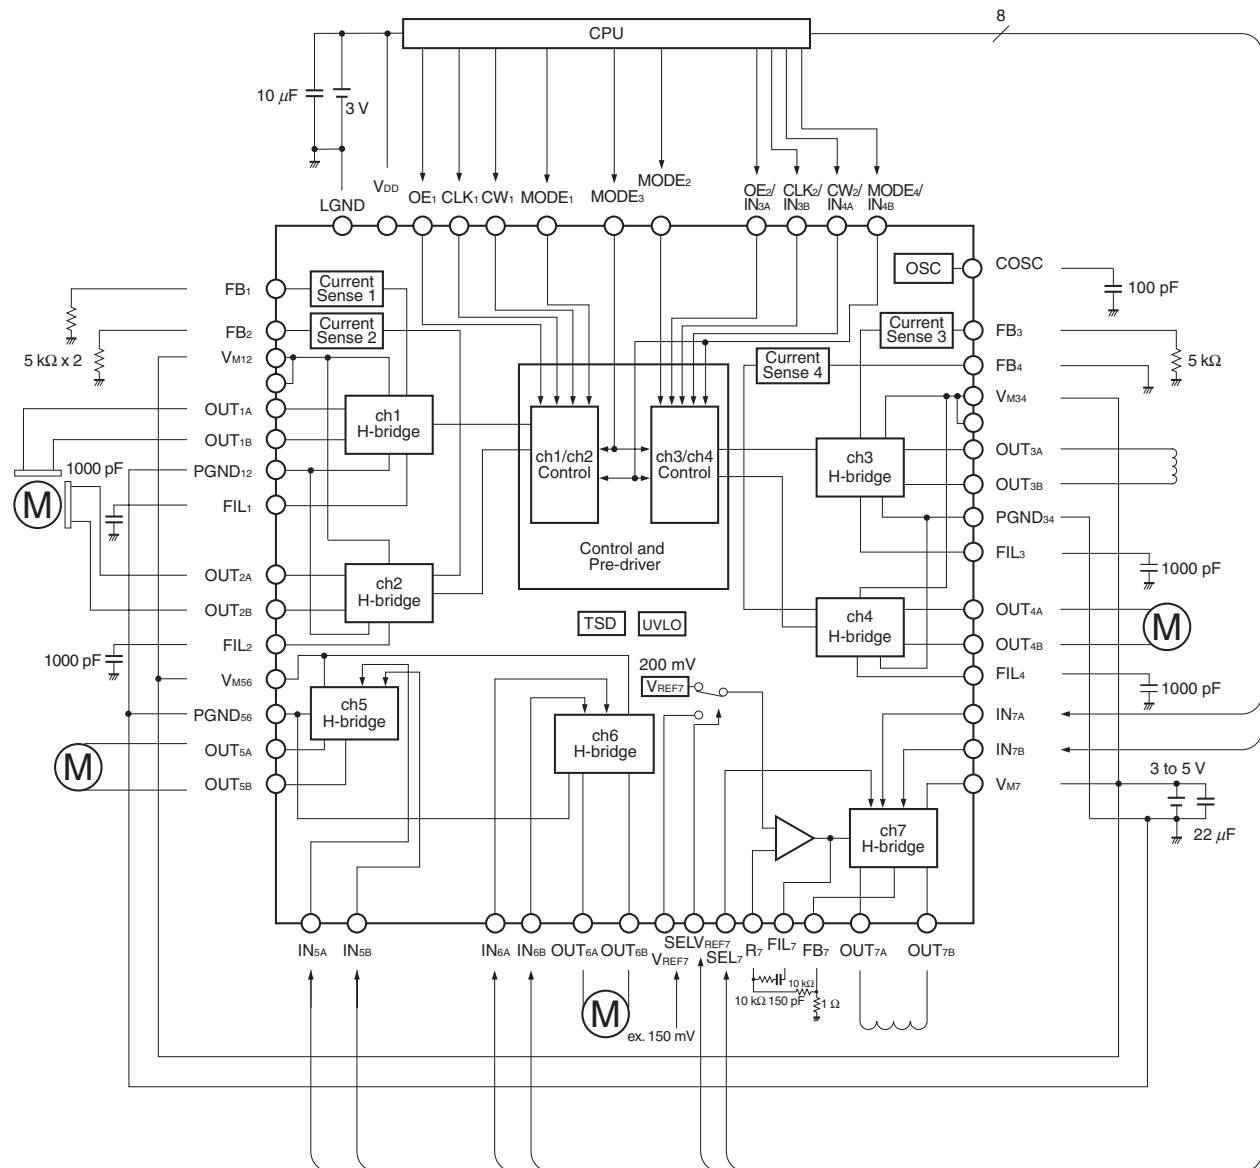 CPU
8
10 μF
3 V
LGND
VDD
OE1
CLK1
CW1
MODE1
MODE3
MODE2
OE2/
IN3A
CLK2/
IN3B
CW2/
IN4A
MODE4/
IN4B
FB1
Current
Sense 1
OSC
COSC
100 pF
FB2
Current
Sense 2
Current
Sense 3
FB3
5 kΩ x 2
VM12
Current
Sense 4
FB4
5 kΩ
VM34
OUT1A
ch1
H-bridge
OUT1B
ch1/ch2
Control
ch3/ch4
Control
ch3
H-bridge
OUT3A
OUT3B
1000 pF
PGND12
M
FIL1
PGND34
Control and
Pre-driver
FIL3
1000 pF
OUT2A
ch2
H-bridge
OUT2B
TSD
UVLO
ch4
H-bridge
OUT4A
M
OUT4B
FIL2
1000 pF
200 mV
VREF7
FIL4
1000 pF
VM56
ch5
H-bridge
PGND56
ch6
H-bridge
IN7A
OUT5A
M
OUT5B
IN7B
3 to 5 V
VM7
22 μF
ch7
H-bridge
IN5A
IN5B
IN6A
IN6B
OUT6A
OUT6B
VREF7
SELVREF7
SEL7
R7
FIL7
FB7
OUT7A
OUT7B
10 kΩ
10 kΩ 150 pF
1 Ω
M
ex. 150 mV